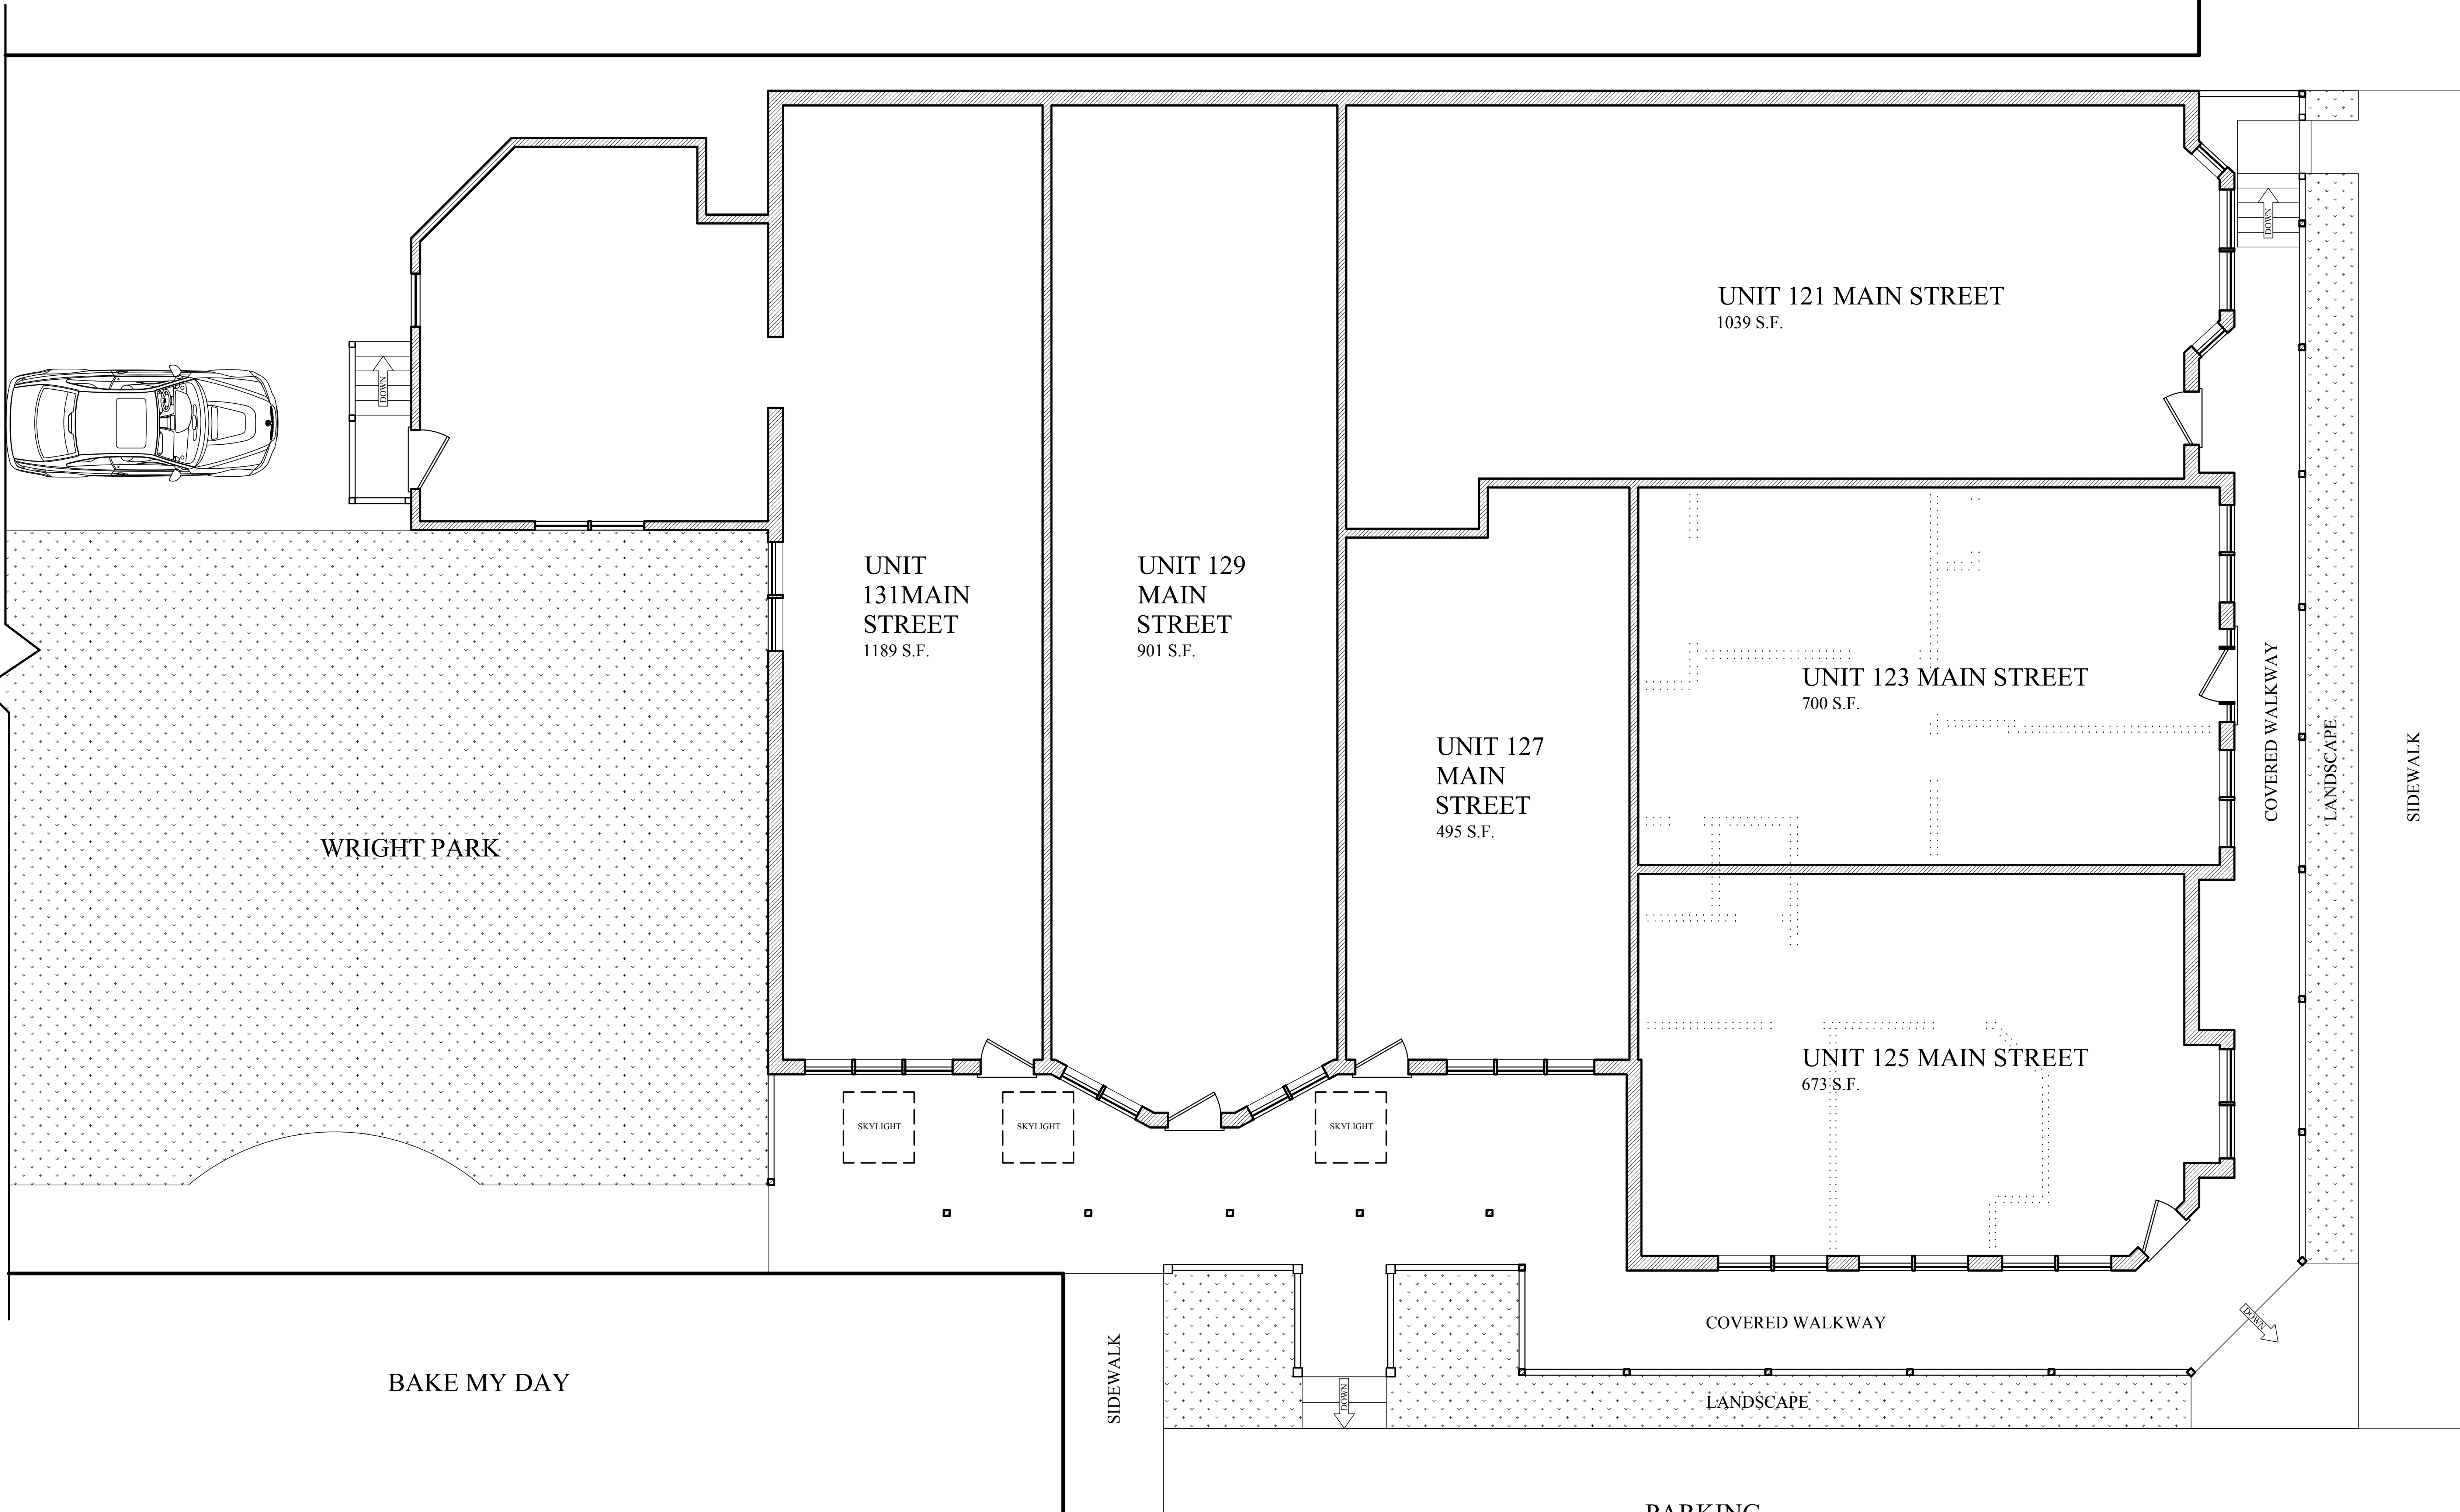 UNIT 121 MAIN STREET
1039 S.F.
DOWN
DOWN
UNIT
131MAIN
STREET
1189 S.F.
UNIT 129
MAIN
STREET
901 S.F.
UNIT 127
MAIN
STREET
495 S.F.
UNIT 123 MAIN STREET
700 S.F.
COVERED WALKWAY
LANDSCAPE
SIDEWALK
WRIGHT PARK
UNIT 125 MAIN STREET
673 S.F.
SKYLIGHT
SKYLIGHT
SKYLIGHT
COVERED WALKWAY
DOWN
BAKE MY DAY
SIDEWALK
DOWN
LANDSCAPE
PARKING